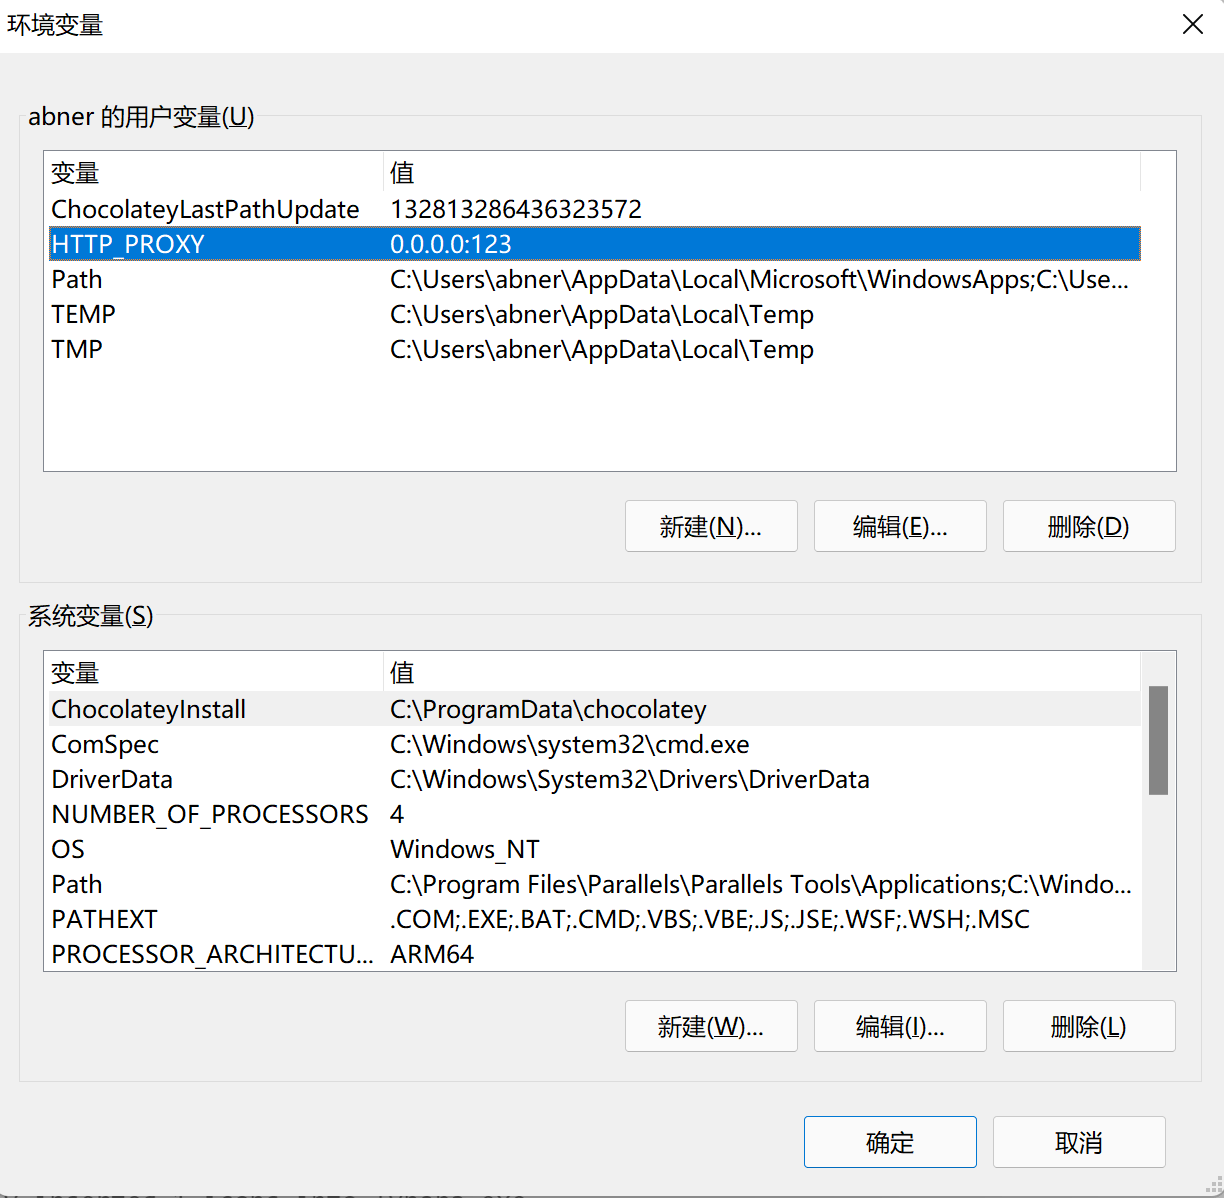 环境变量
abner 的用户变量(U)
变量 值
ChocolateyLastPathUpdate 132813286436323572
HTTP_PROXY 0.0.0.0:123
Path C:\Users\abner\AppData\Local\Microsoft\WindowsApps;C:\Use...
TEMP C:\Users\abner\AppData\Local\Temp
TMP C:\Users\abner\AppData\Local\Temp
新建(N)... 编辑(E)... 删除(D)
系统变量(S)
变量 值
ChocolateyInstall C:\ProgramData\chocolatey
ComSpec C:\Windows\system32\cmd.exe
DriverData C:\Windows\System32\Drivers\DriverData
NUMBER_OF_PROCESSORS 4
OS Windows_NT
Path C:\Program Files\Parallels\Parallels Tools\Applications;C:\Windo...
PATHEXT .COM;.EXE;.BAT;.CMD;.VBS;.VBE;.JS;.JSE;.WSF;.WSH;.MSC
PROCESSOR_ARCHITECTU... ARM64
新建(W)... 编辑(I)... 删除(L)
确定 取消